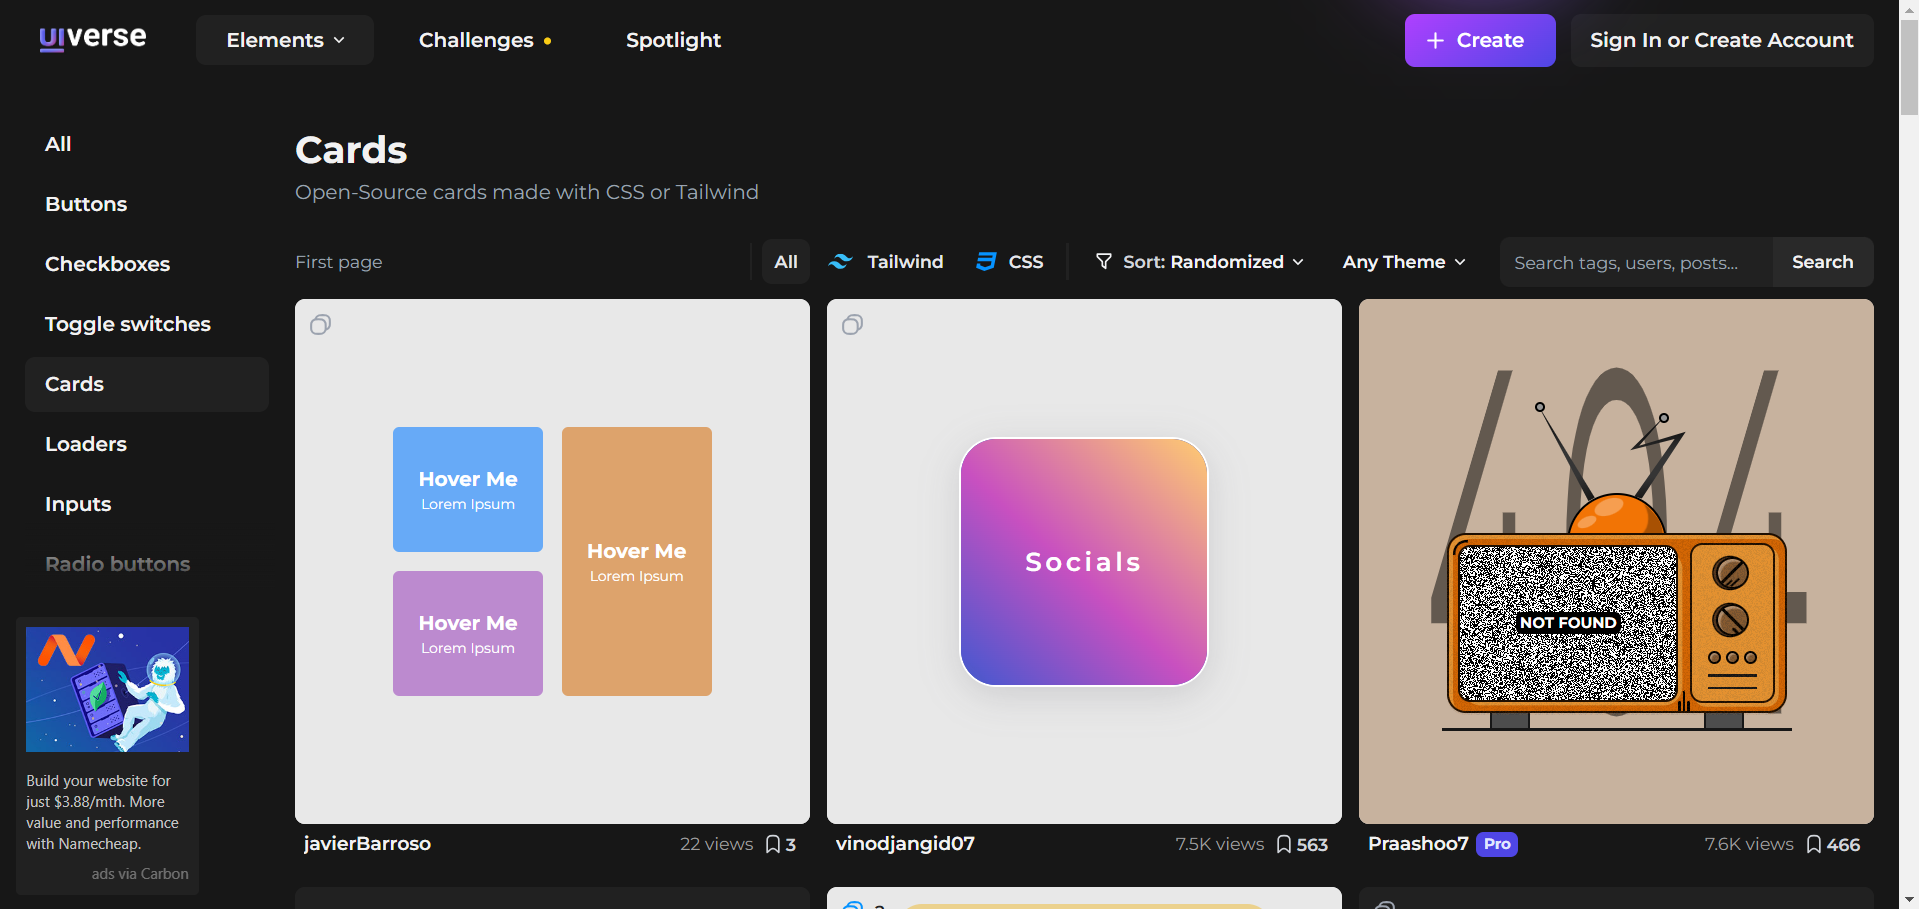 uiverse
Elements
Challenges
Spotlight
+ Create
Sign In or Create Account
All
Buttons
Checkboxes
Toggle switches
Cards
Loaders
Inputs
Radio buttons
Build your website for
just $3.88/mth. More
value and performance
with Namecheap.
ads via Carbon
Cards
Open-Source cards made with CSS or Tailwind
First page
All
Tailwind
CSS
Sort: Randomized
Any Theme
Search tags, users, posts...
Search
Hover Me
Lorem Ipsum
Hover Me
Lorem Ipsum
Hover Me
Lorem Ipsum
javierBarroso
22 views
3
Socials
vinodjangid07
7.5K views
563
404
NOT FOUND
Praashoo7
Pro
7.6K views
466